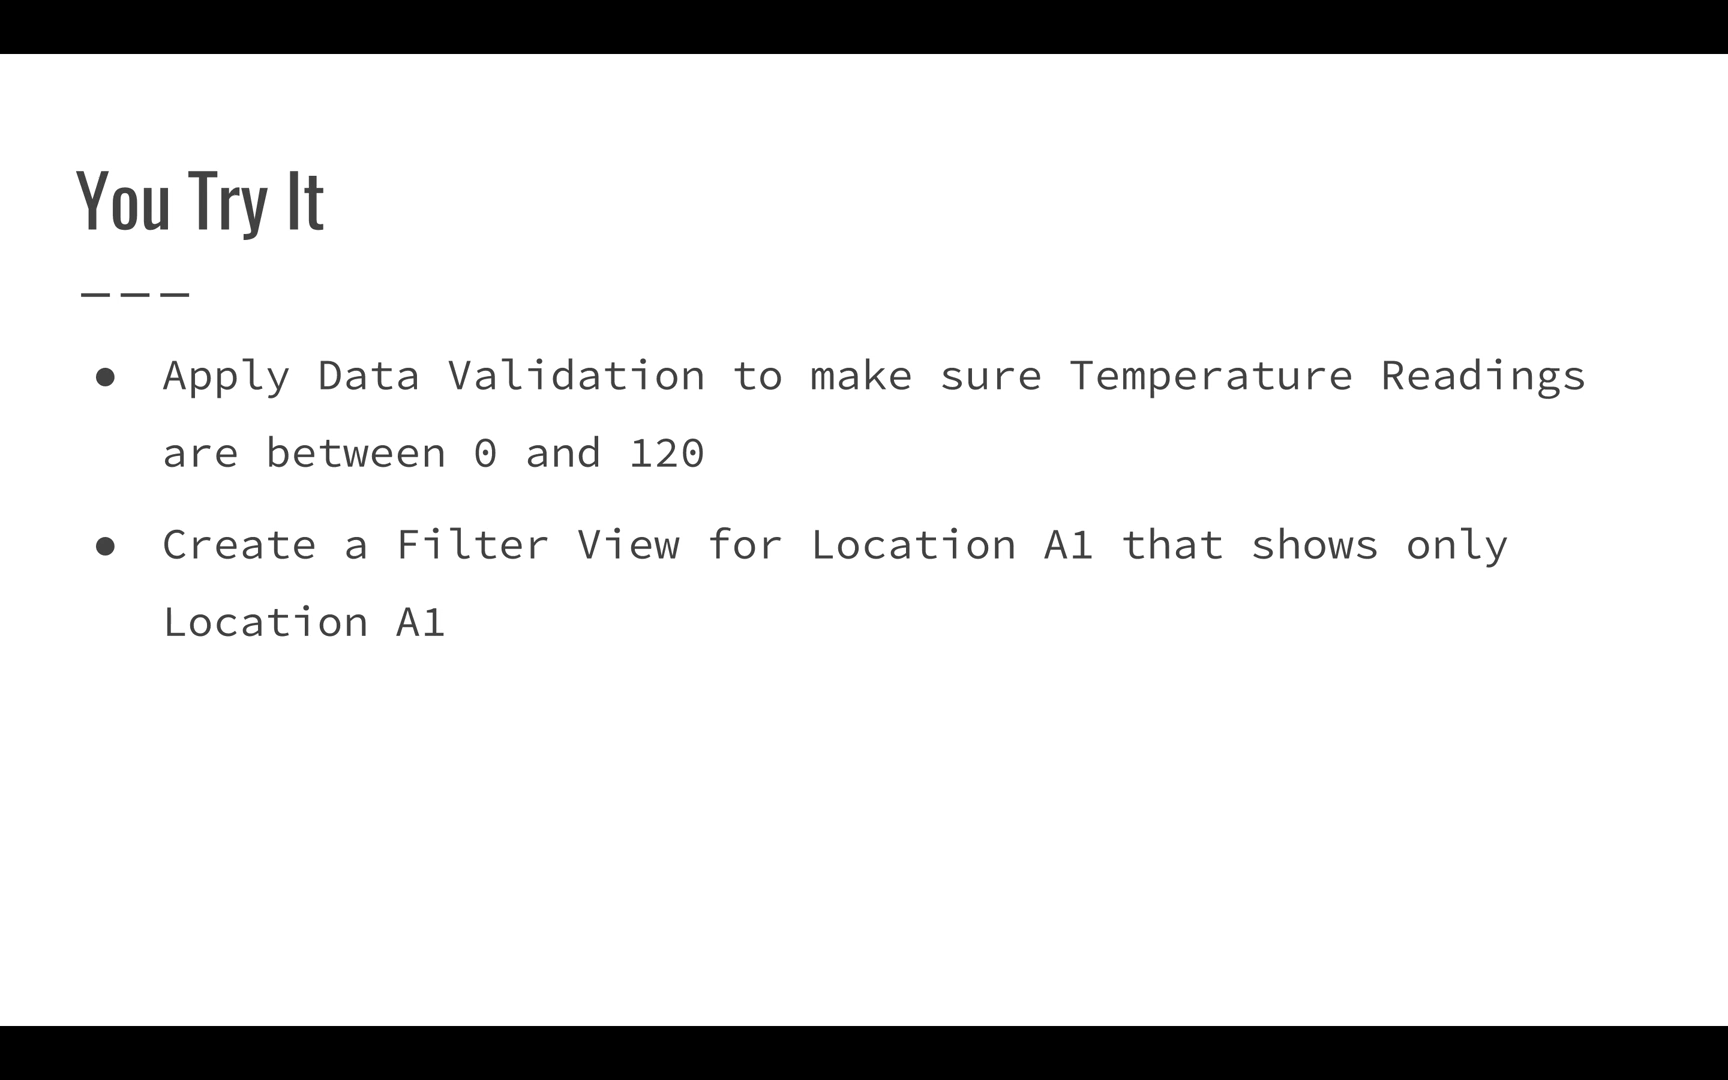 You Try It
● Apply Data Validation to make sure Temperature Readings
are between 0 and 120
● Create a Filter View for Location A1 that shows only
Location A1